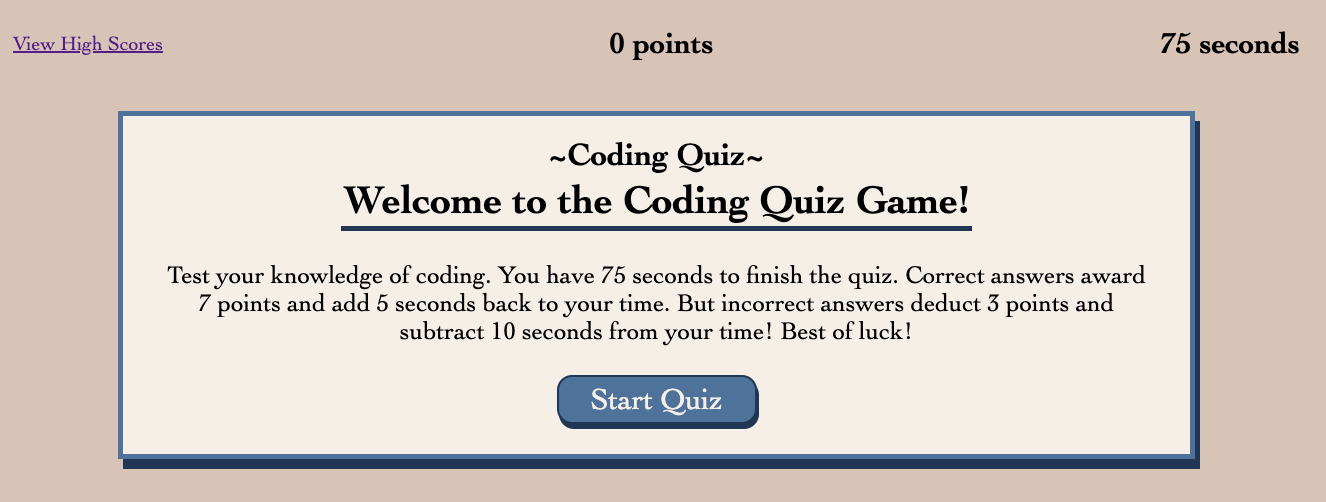 View High Scores
0 points
75 seconds
~Coding Quiz~
Welcome to the Coding Quiz Game!
Test your knowledge of coding. You have 75 seconds to finish the quiz. Correct answers award
7 points and add 5 seconds back to your time. But incorrect answers deduct 3 points and
subtract 10 seconds from your time! Best of luck!
Start Quiz